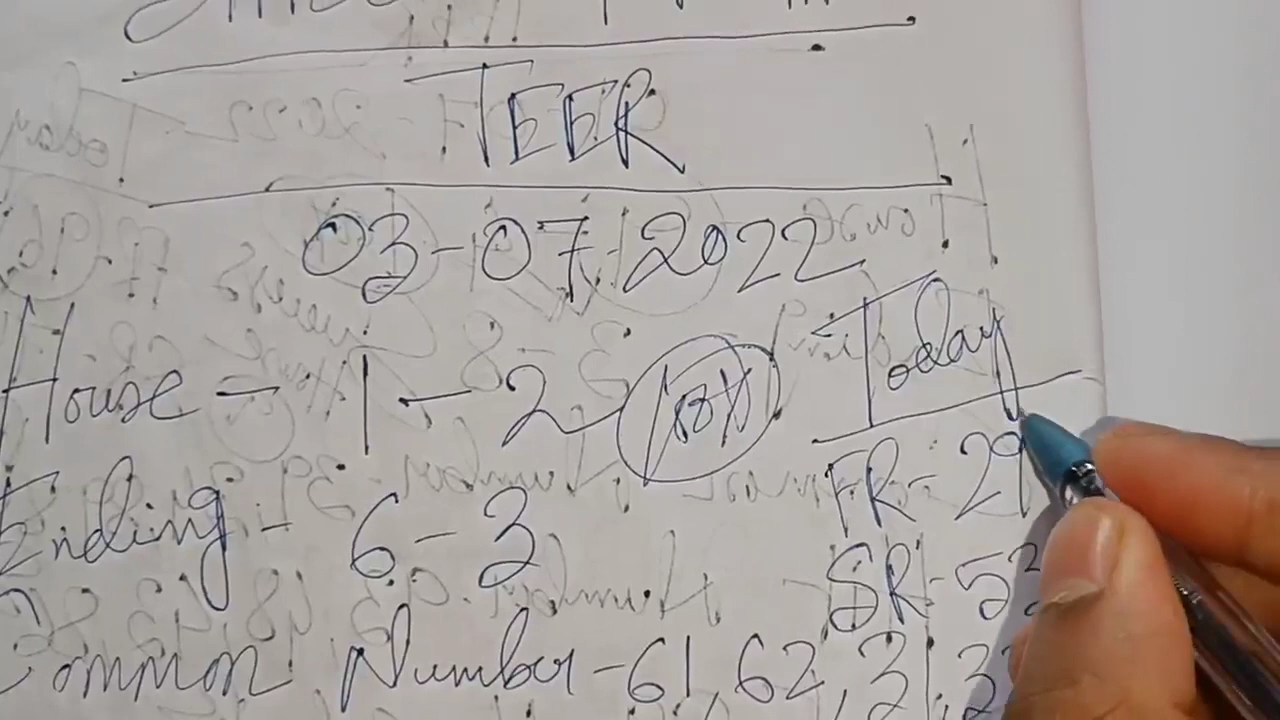 TEER
03-07-2022
House - 1 - 2 Today
FR - 29
Ending - 6 - 3
SR - 53
Common Number - 61, 62, 31, 3